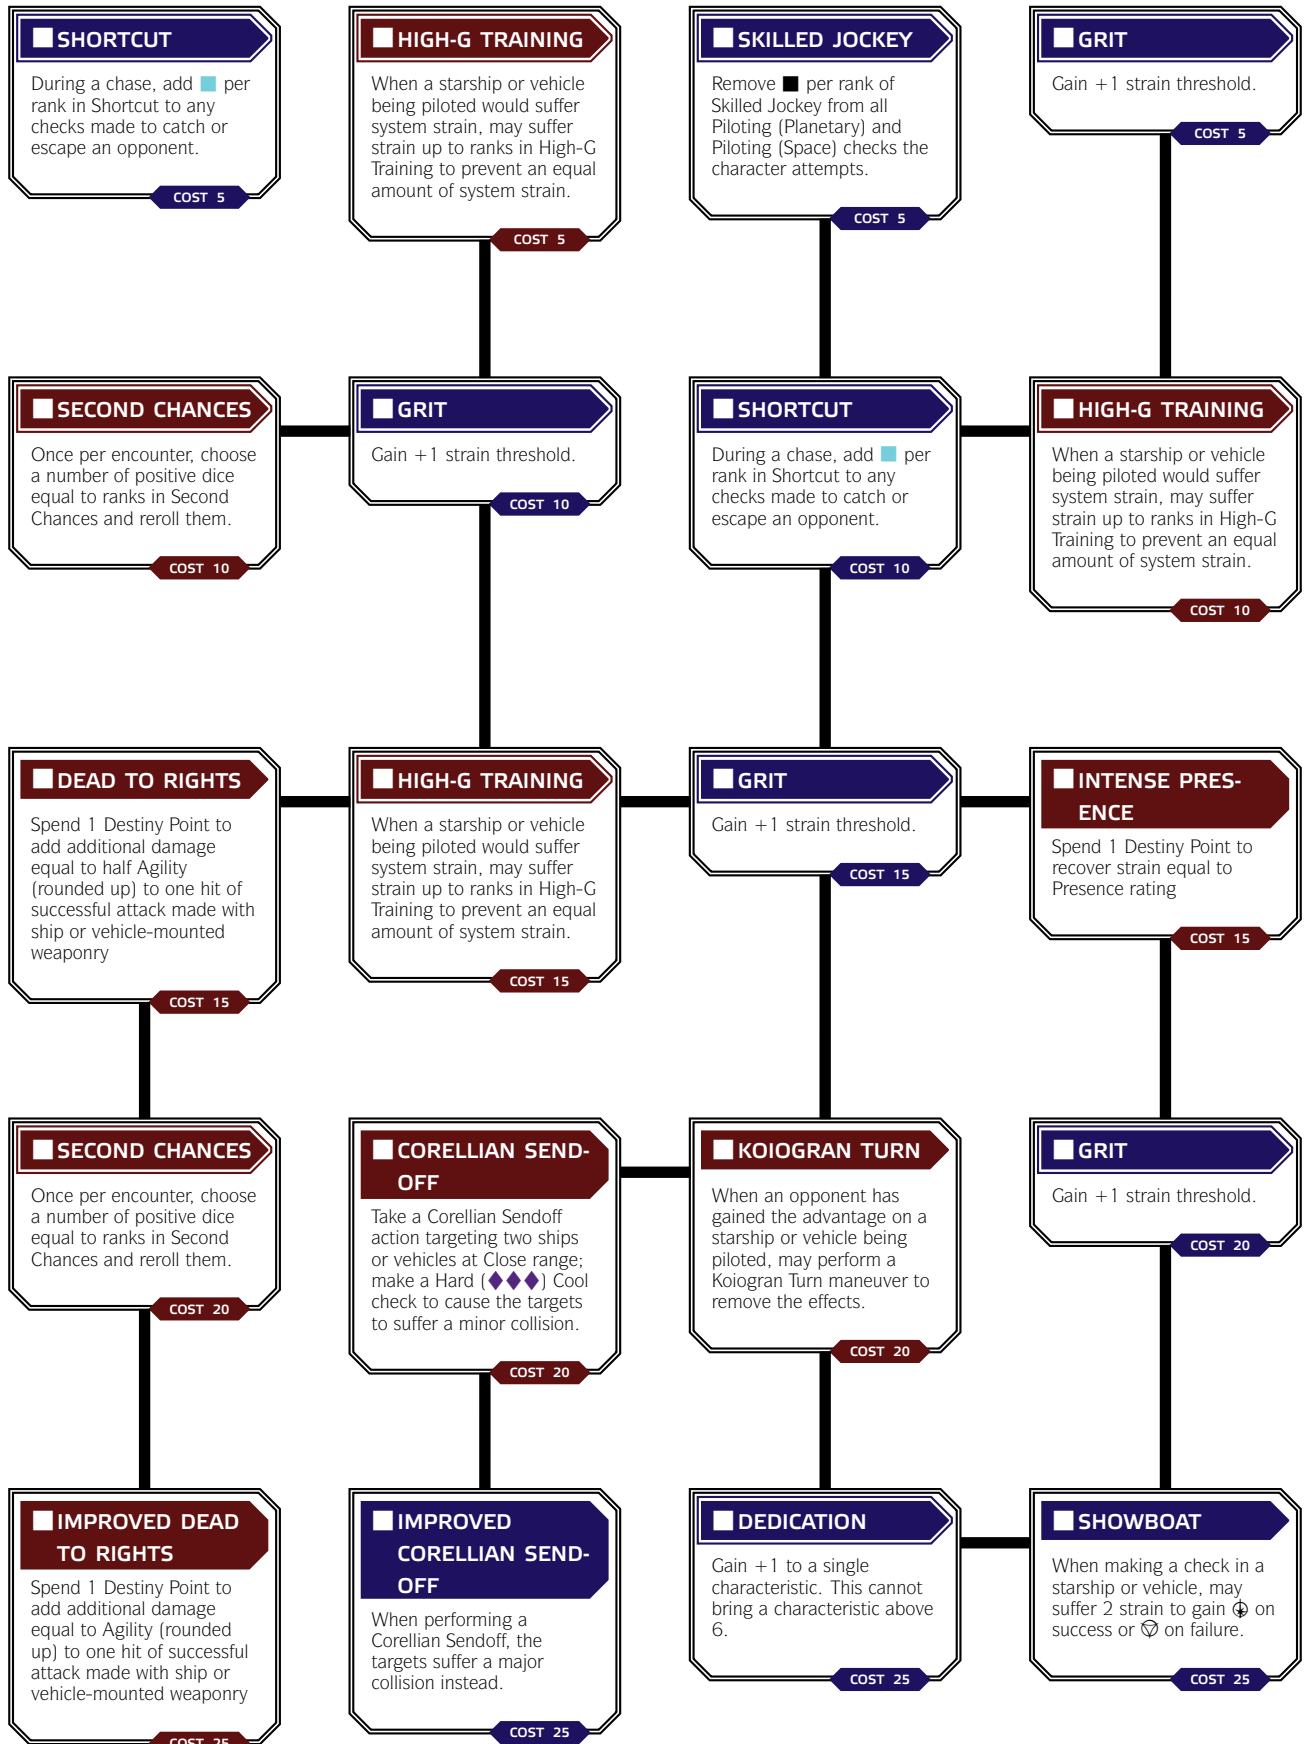 SHORTCUT
During a chase, add per
rank in Shortcut to any
checks made to catch or
escape an opponent.
COST 5
HIGH-G TRAINING
When a starship or vehicle
being piloted would suffer
system strain, may suffer
strain up to ranks in High-G
Training to prevent an equal
amount of system strain.
COST 5
SKILLED JOCKEY
Remove per rank of
Skilled Jockey from all
Piloting (Planetary) and
Piloting (Space) checks the
character attempts.
COST 5
GRIT
Gain +1 strain threshold.
COST 5
SECOND CHANCES
Once per encounter, choose
a number of positive dice
equal to ranks in Second
Chances and reroll them.
COST 10
GRIT
Gain +1 strain threshold.
COST 10
SHORTCUT
During a chase, add per
rank in Shortcut to any
checks made to catch or
escape an opponent.
COST 10
HIGH-G TRAINING
When a starship or vehicle
being piloted would suffer
system strain, may suffer
strain up to ranks in High-G
Training to prevent an equal
amount of system strain.
COST 10
DEAD TO RIGHTS
Spend 1 Destiny Point to
add additional damage
equal to half Agility
(rounded up) to one hit of
successful attack made with
ship or vehicle-mounted
weaponry
COST 15
HIGH-G TRAINING
When a starship or vehicle
being piloted would suffer
system strain, may suffer
strain up to ranks in High-G
Training to prevent an equal
amount of system strain.
COST 15
GRIT
Gain +1 strain threshold.
COST 15
INTENSE PRES-
ENCE
Spend 1 Destiny Point to
recover strain equal to
Presence rating
COST 15
SECOND CHANCES
Once per encounter, choose
a number of positive dice
equal to ranks in Second
Chances and reroll them.
COST 20
CORELLIAN SEND-
OFF
Take a Corellian Sendoff
action targeting two ships
or vehicles at Close range;
make a Hard (♦♦♦) Cool
check to cause the targets
to suffer a minor collision.
COST 20
KOIOGRAN TURN
When an opponent has
gained the advantage on a
starship or vehicle being
piloted, may perform a
Koiogran Turn maneuver to
remove the effects.
COST 20
GRIT
Gain +1 strain threshold.
COST 20
IMPROVED DEAD
TO RIGHTS
Spend 1 Destiny Point to
add additional damage
equal to Agility (rounded
up) to one hit of successful
attack made with ship or
vehicle-mounted weaponry
COST 25
IMPROVED
CORELLIAN SEND-
OFF
When performing a
Corellian Sendoff, the
targets suffer a major
collision instead.
COST 25
DEDICATION
Gain +1 to a single
characteristic. This cannot
bring a characteristic above
6.
COST 25
SHOWBOAT
When making a check in a
starship or vehicle, may
suffer 2 strain to gain on
success or on failure.
COST 25